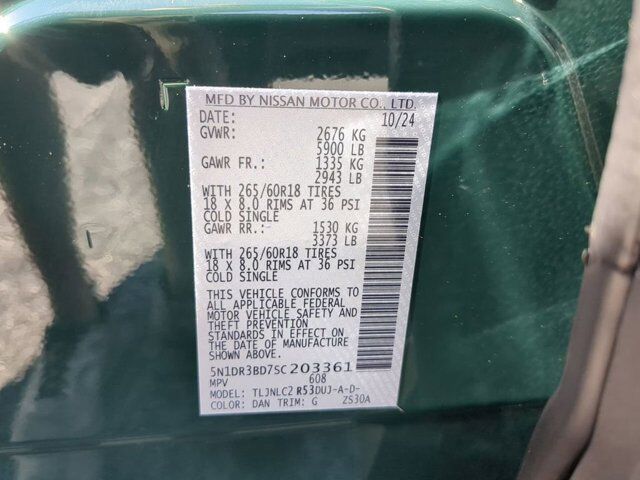 MFD BY NISSAN MOTOR CO., LTD.
DATE: 10/24
GVWR: 2676 KG
5900 LB
GAWR FR.: 1335 KG
2943 LB
WITH 265/60R18 TIRES
18 X 8.0 RIMS AT 36 PSI
COLD SINGLE
GAWR RR.: 1530 KG
3373 LB
WITH 265/60R18 TIRES
18 X 8.0 RIMS AT 36 PSI
COLD SINGLE
THIS VEHICLE CONFORMS TO
ALL APPLICABLE FEDERAL
MOTOR VEHICLE SAFETY AND
THEFT PREVENTION
STANDARDS IN EFFECT ON
THE DATE OF MANUFACTURE
SHOWN ABOVE.
5N1DR3BD7SC203361
MPV 608
MODEL: TLJNLC2 R53DUJ-A-D-
COLOR: DAN TRIM: G ZS30A